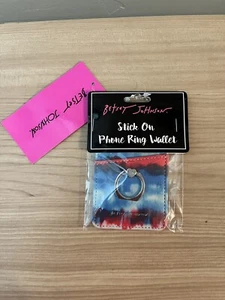 Betsey Johnson.
Stick On
Phone Ring Wallet
BETSEY
JOHNSON